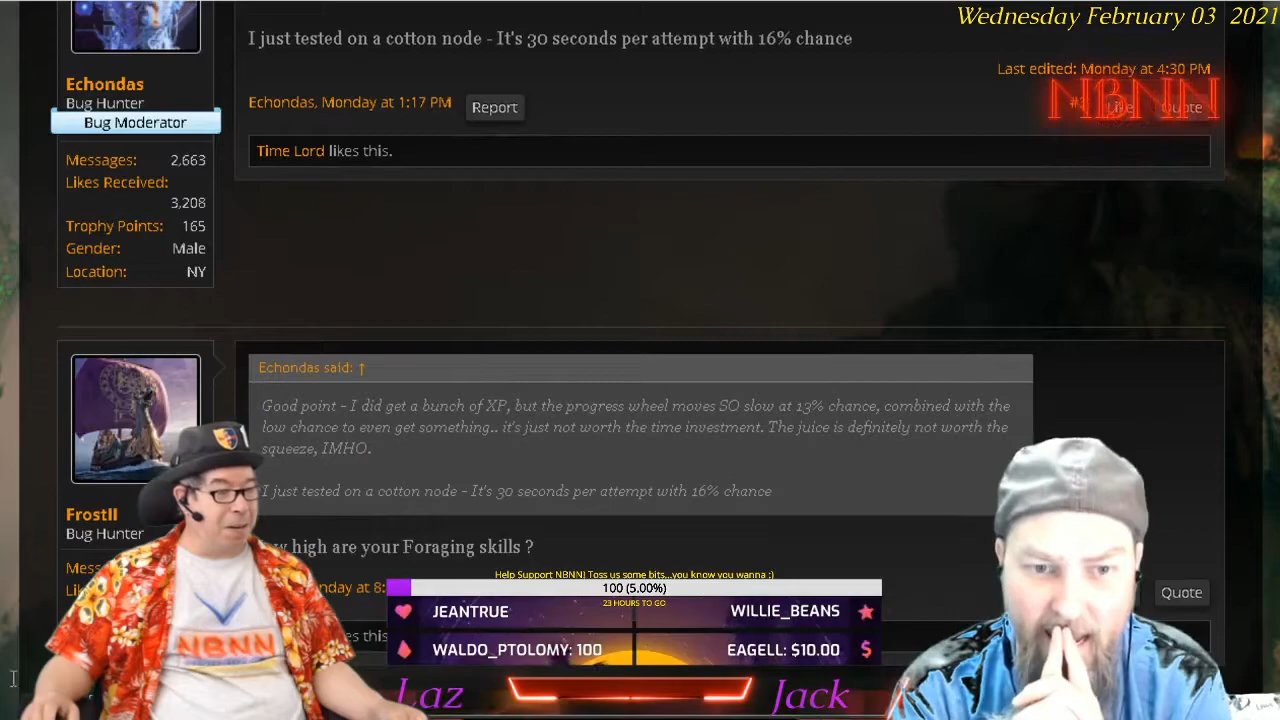 Wednesday February 03 2021
I just tested on a cotton node - It's 30 seconds per attempt with 16% chance
Last edited: Monday at 4:30 PM
Echondas
Bug Hunter
Bug Moderator
Echondas, Monday at 1:17 PM
Report
NBNN
Like
Quote
Messages: 2,663
Likes Received:
3,208
Trophy Points: 165
Gender: Male
Location: NY
Time Lord likes this.
Echondas said: ↑
Good point - I did get a bunch of XP, but the progress wheel moves SO slow at 13% chance, combined with the
low chance to even get something.. it's just not worth the time investment. The juice is definitely not worth the
squeeze, IMHO.
I just tested on a cotton node - It's 30 seconds per attempt with 16% chance
FrostII
Bug Hunter
high are your Foraging skills ?
Quote
Help Support NBNN! Toss us some bits...you know you wanna ;)
100 (5.00%)
23 HOURS TO GO
JEANTRUE
WILLIE_BEANS
WALDO_PTOLOMY: 100
EAGELL: $10.00
NBNN
Laz
Jack